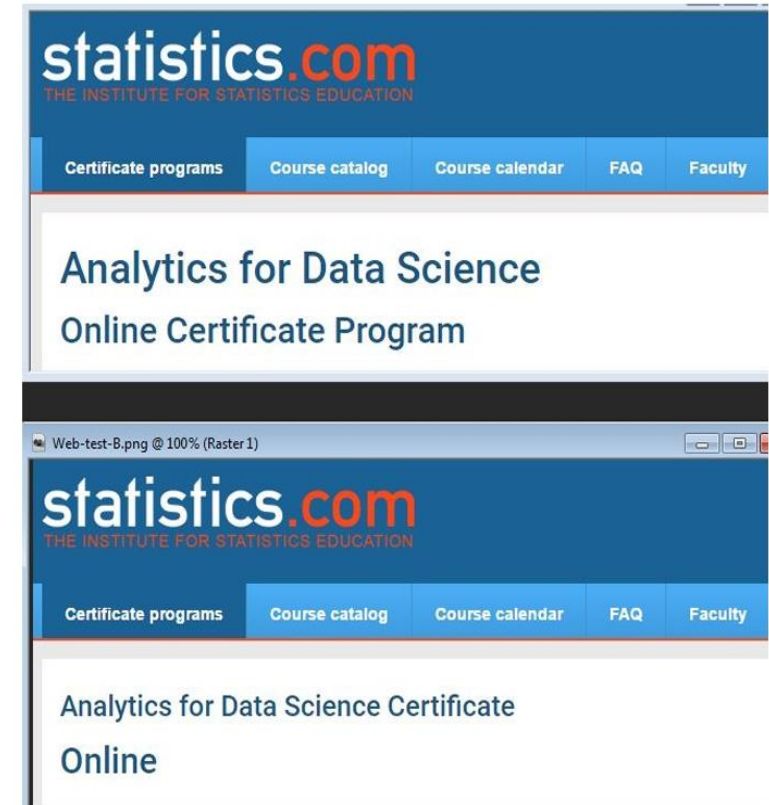 statistics.com
THE INSTITUTE FOR STATISTICS EDUCATION
Certificate programs Course catalog Course calendar FAQ Faculty
Analytics for Data Science
Online Certificate Program
Web-test-B.png @ 100% (Raster 1)
statistics.com
THE INSTITUTE FOR STATISTICS EDUCATION
Certificate programs Course catalog Course calendar FAQ Faculty
Analytics for Data Science Certificate
Online